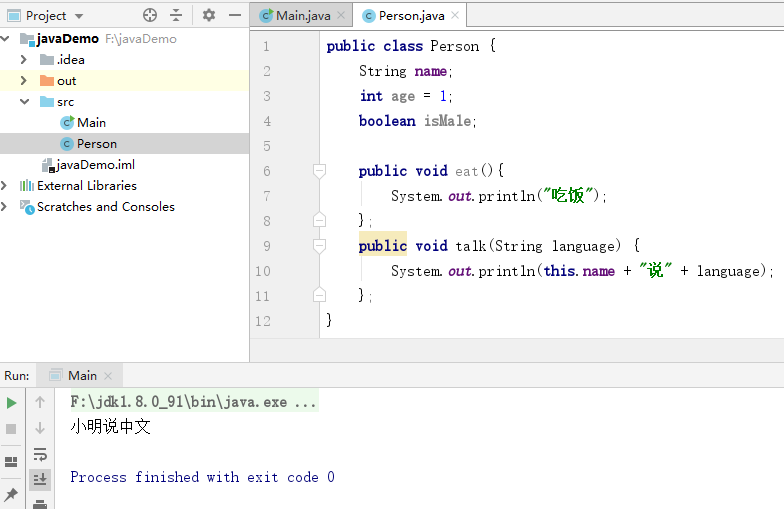 Project
Main.java
Person.java
javaDemo F:\javaDemo
.idea
out
src
Main
Person
javaDemo.iml
External Libraries
Scratches and Consoles
1 public class Person {
2 String name;
3 int age = 1;
4 boolean isMale;
5
6 public void eat(){
7 System.out.println("吃饭");
8 };
9 public void talk(String language) {
10 System.out.println(this.name + "说" + language);
11 };
12 }
Run: Main
F:\jdk1.8.0_91\bin\java.exe ...
小明说中文
Process finished with exit code 0